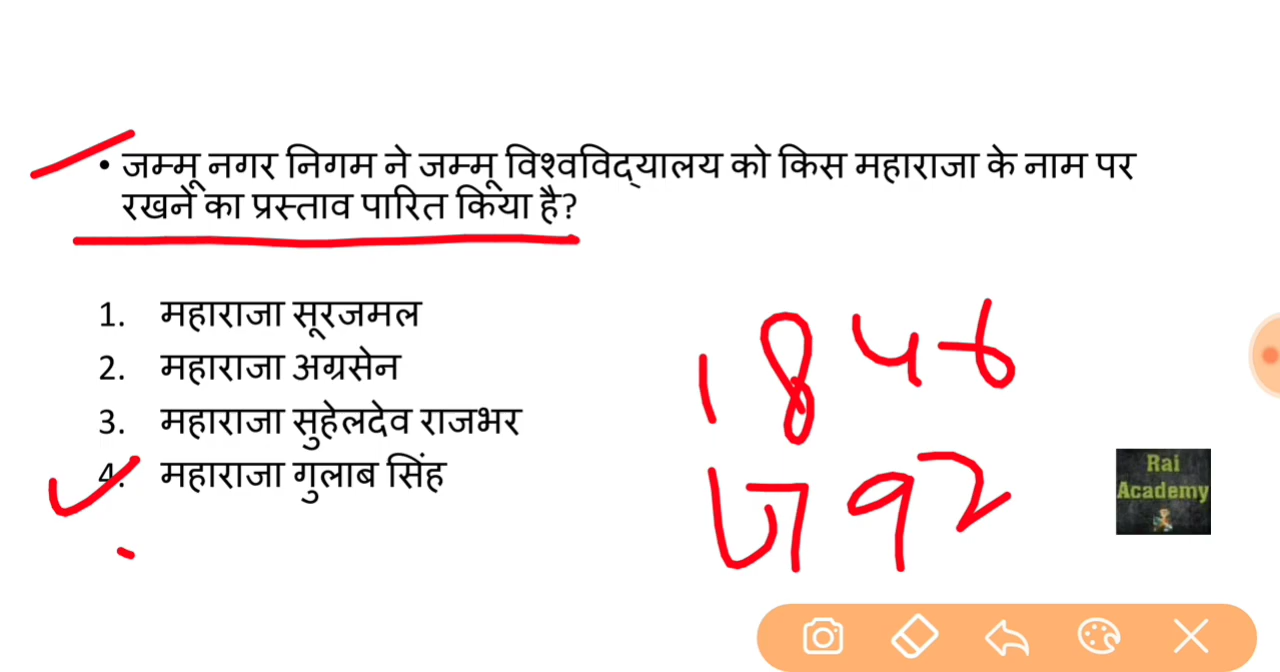 • जम्मू नगर निगम ने जम्मू विश्वविद्यालय को किस महाराजा के नाम पर
रखने का प्रस्ताव पारित किया है?
1. महाराजा सूरजमल
2. महाराजा अग्रसेन
3. महाराजा सुहेलदेव राजभर
4. महाराजा गुलाब सिंह
1846
Rai
Academy